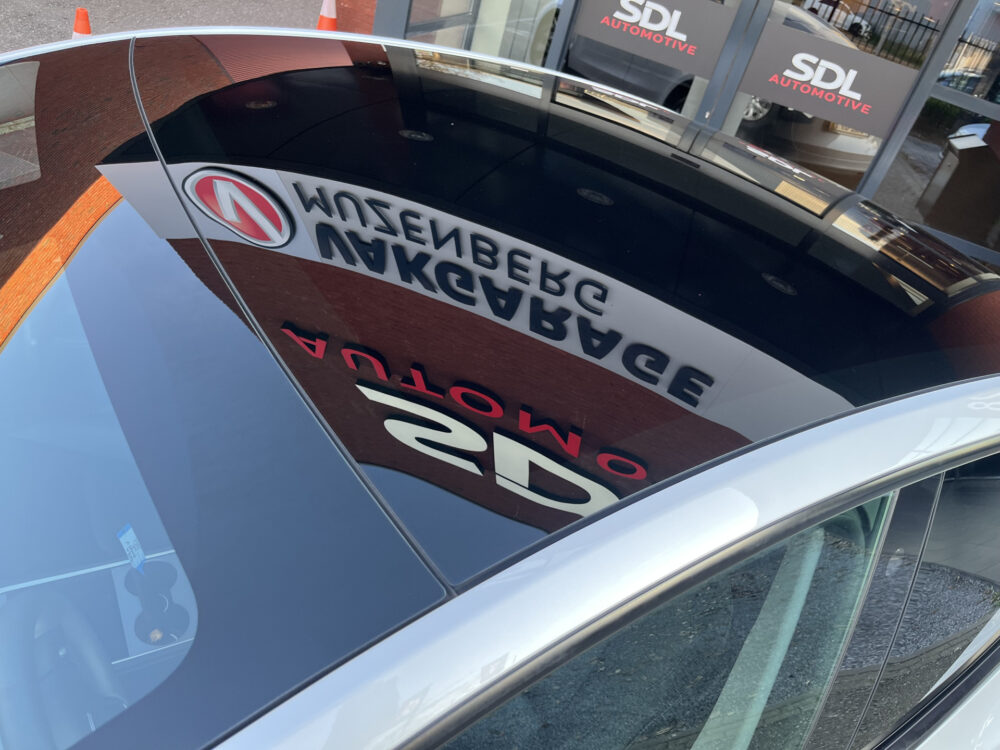 SDL
AUTOMOTIVE
SDL
AUTOMOTIVE
VAKGARAGE
MUZENBERG
AUTOMO
SD